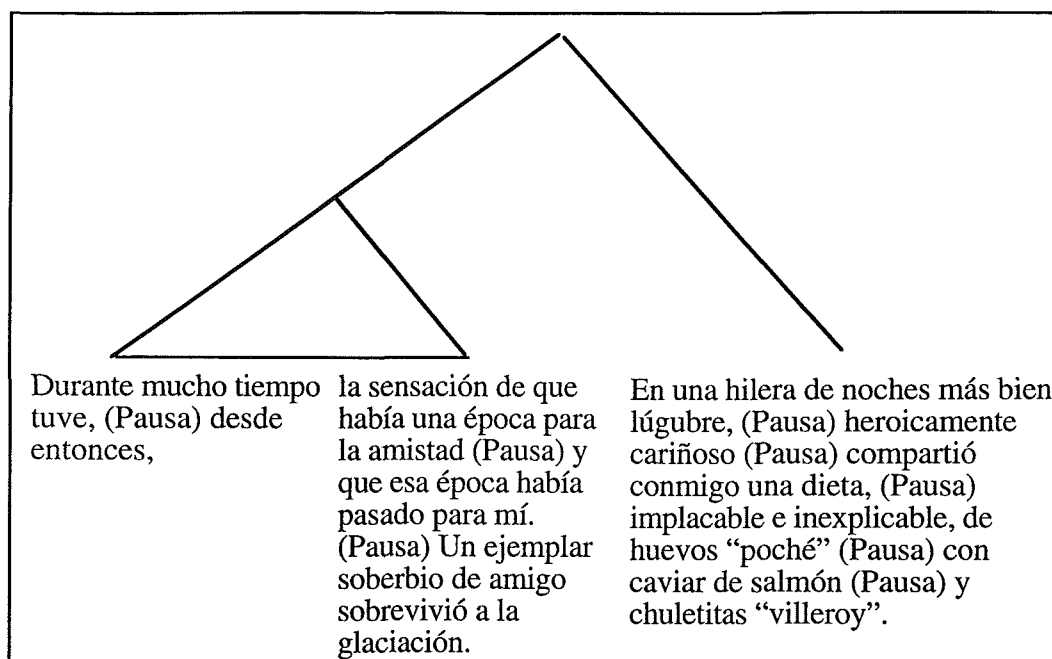 Durante mucho tiempo
tuve, (Pausa) desde
entonces,
la sensación de que
había una época para
la amistad (Pausa) y
que esa época había
pasado para mí.
(Pausa) Un ejemplar
soberbio de amigo
sobrevivió a la
glaciación.
En una hilera de noches más bien
lúgubre, (Pausa) heroicamente
cariñoso (Pausa) compartió
conmigo una dieta, (Pausa)
implacable e inexplicable, de
huevos “poché” (Pausa) con
caviar de salmón (Pausa) y
chuletitas “villeroy”.